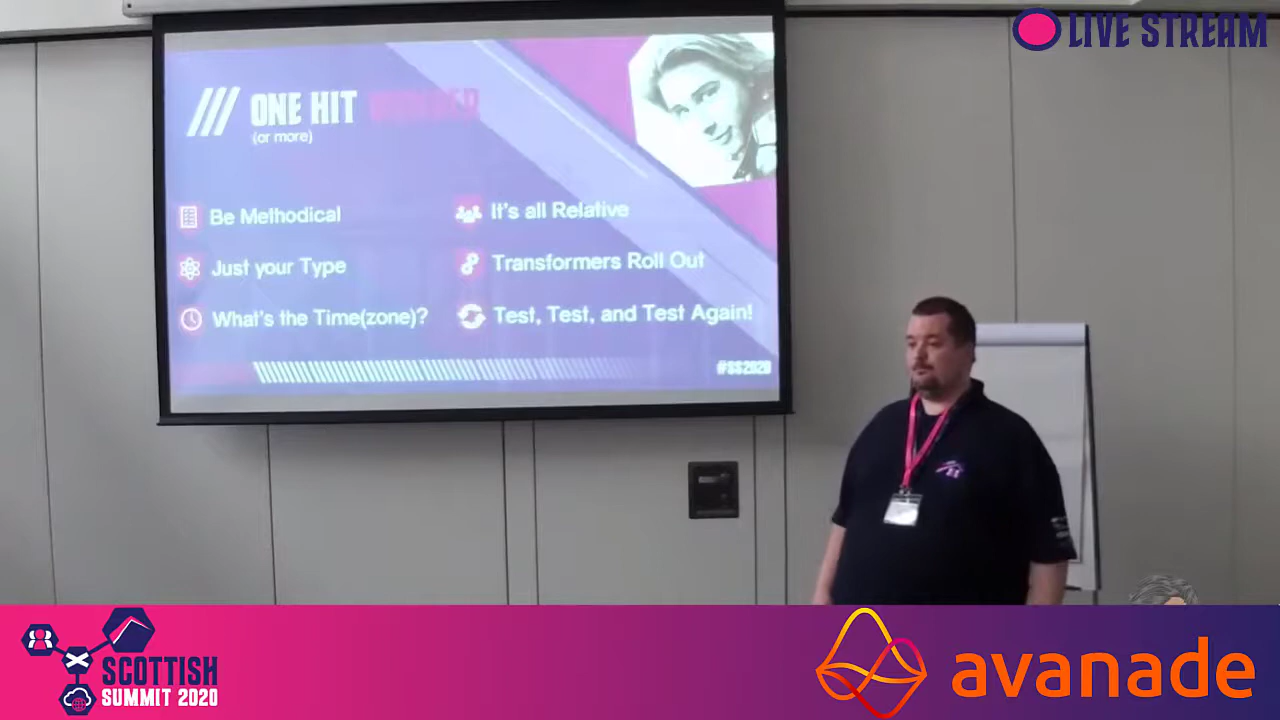 LIVE STREAM
/// ONE HIT WONDER
(or more)
Be Methodical
It's all Relative
Just your Type
Transformers Roll Out
What's the Time(zone)?
Test, Test, and Test Again!
#SS2020
SCOTTISH
SUMMIT 2020
avanade